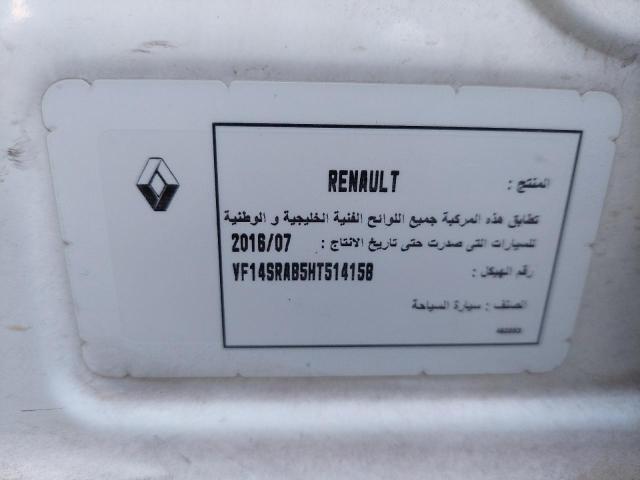 المنتج : RENAULT
تطابق هذه المركبة جميع اللوائح الفنية الخليجية و الوطنية
للسيارات التى صدرت حتى تاريخ الانتاج : 2016/07
رقم الهيكل : VF14SRAB5HT514158
الصنف : سيارة السياحة